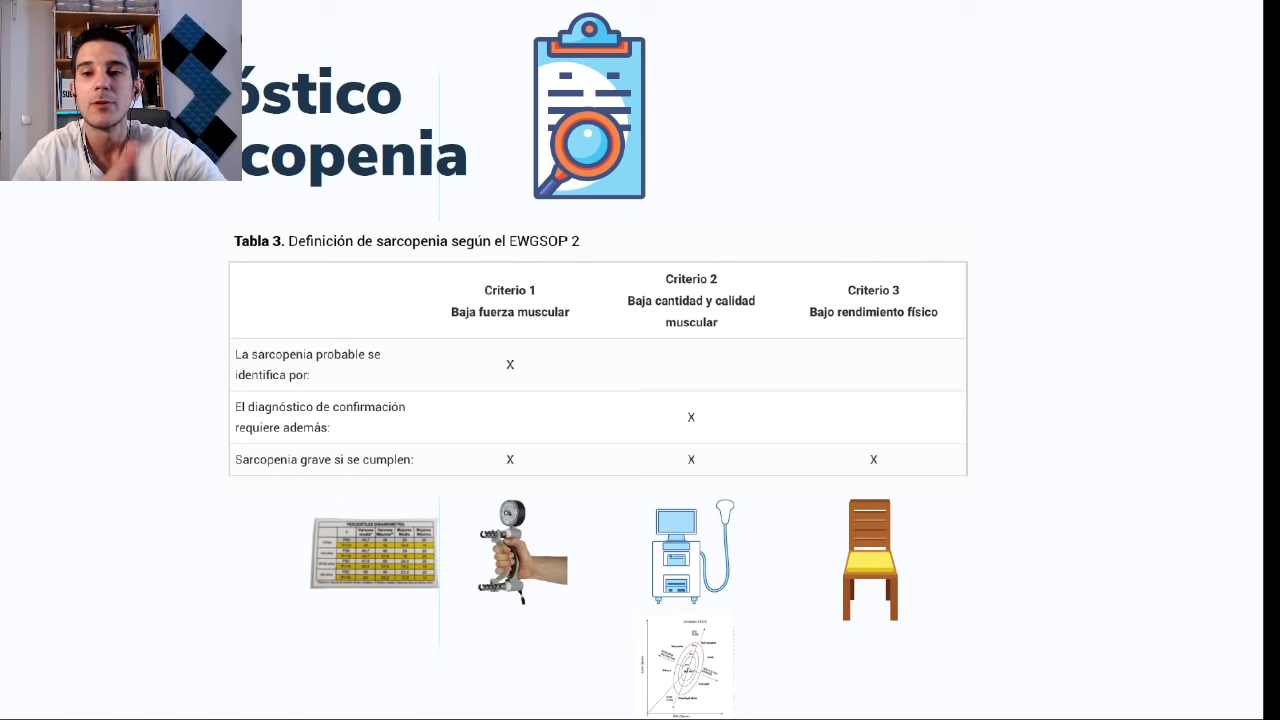 óstico
copenia
Tabla 3. Definición de sarcopenia según el EWGSOP 2
Criterio 1
Baja fuerza muscular
Criterio 2
Baja cantidad y calidad
muscular
Criterio 3
Bajo rendimiento físico
La sarcopenia probable se
identifica por:
X
El diagnóstico de confirmación
requiere además:
X
Sarcopenia grave si se cumplen:
X
X
X